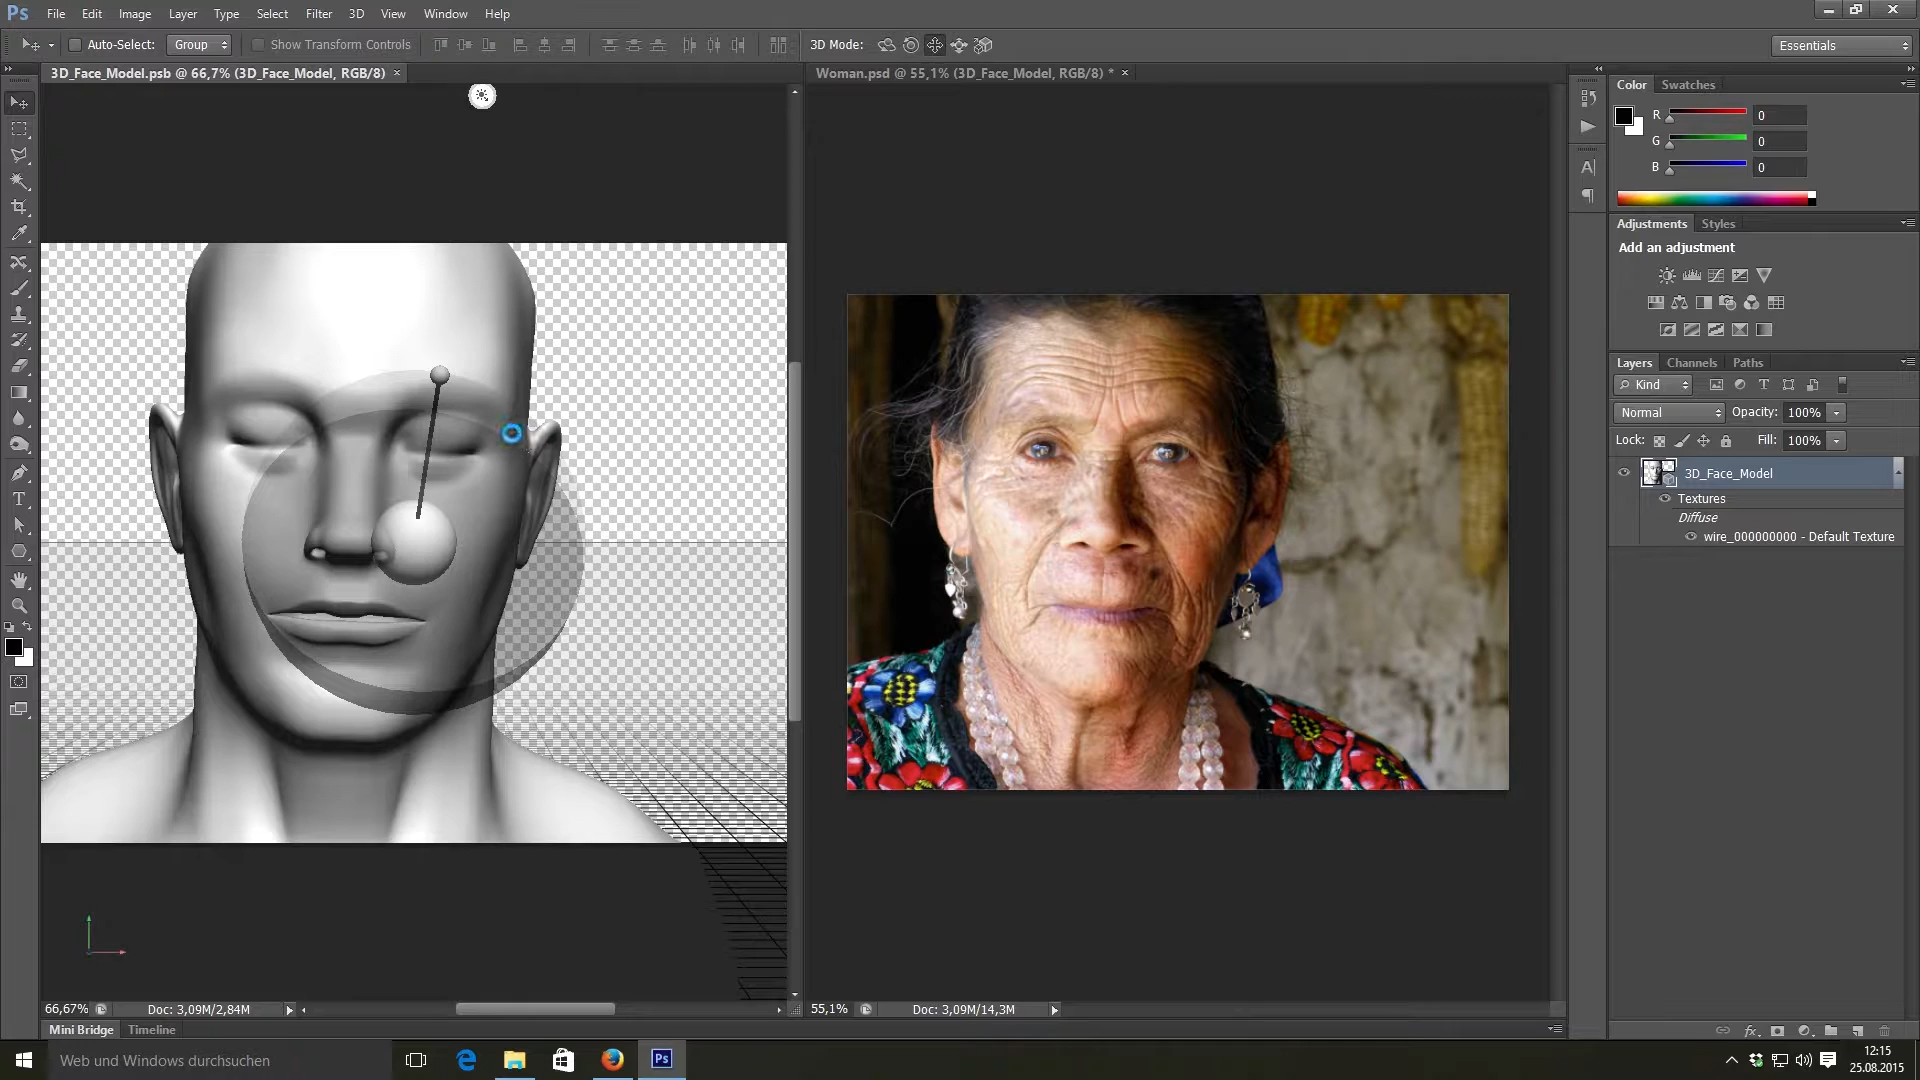 Ps File Edit Image Layer Type Select Filter 3D View Window Help
Auto-Select: Group Show Transform Controls 3D Mode: Essentials
3D_Face_Model.psb @ 66,7% (3D_Face_Model, RGB/8) × Woman.psd @ 55,1% (3D_Face_Model, RGB/8) * ×
Color Swatches
R 0
G 0
B 0
Adjustments Styles
Add an adjustment
Layers Channels Paths
Kind
Normal Opacity: 100%
Lock: Fill: 100%
3D_Face_Model
Textures
Diffuse
wire_000000000 - Default Texture
66,67% Doc: 3,09M/2,84M 55,1% Doc: 3,09M/14,3M
Mini Bridge Timeline
Web und Windows durchsuchen
Ps
12:15
25.08.2015